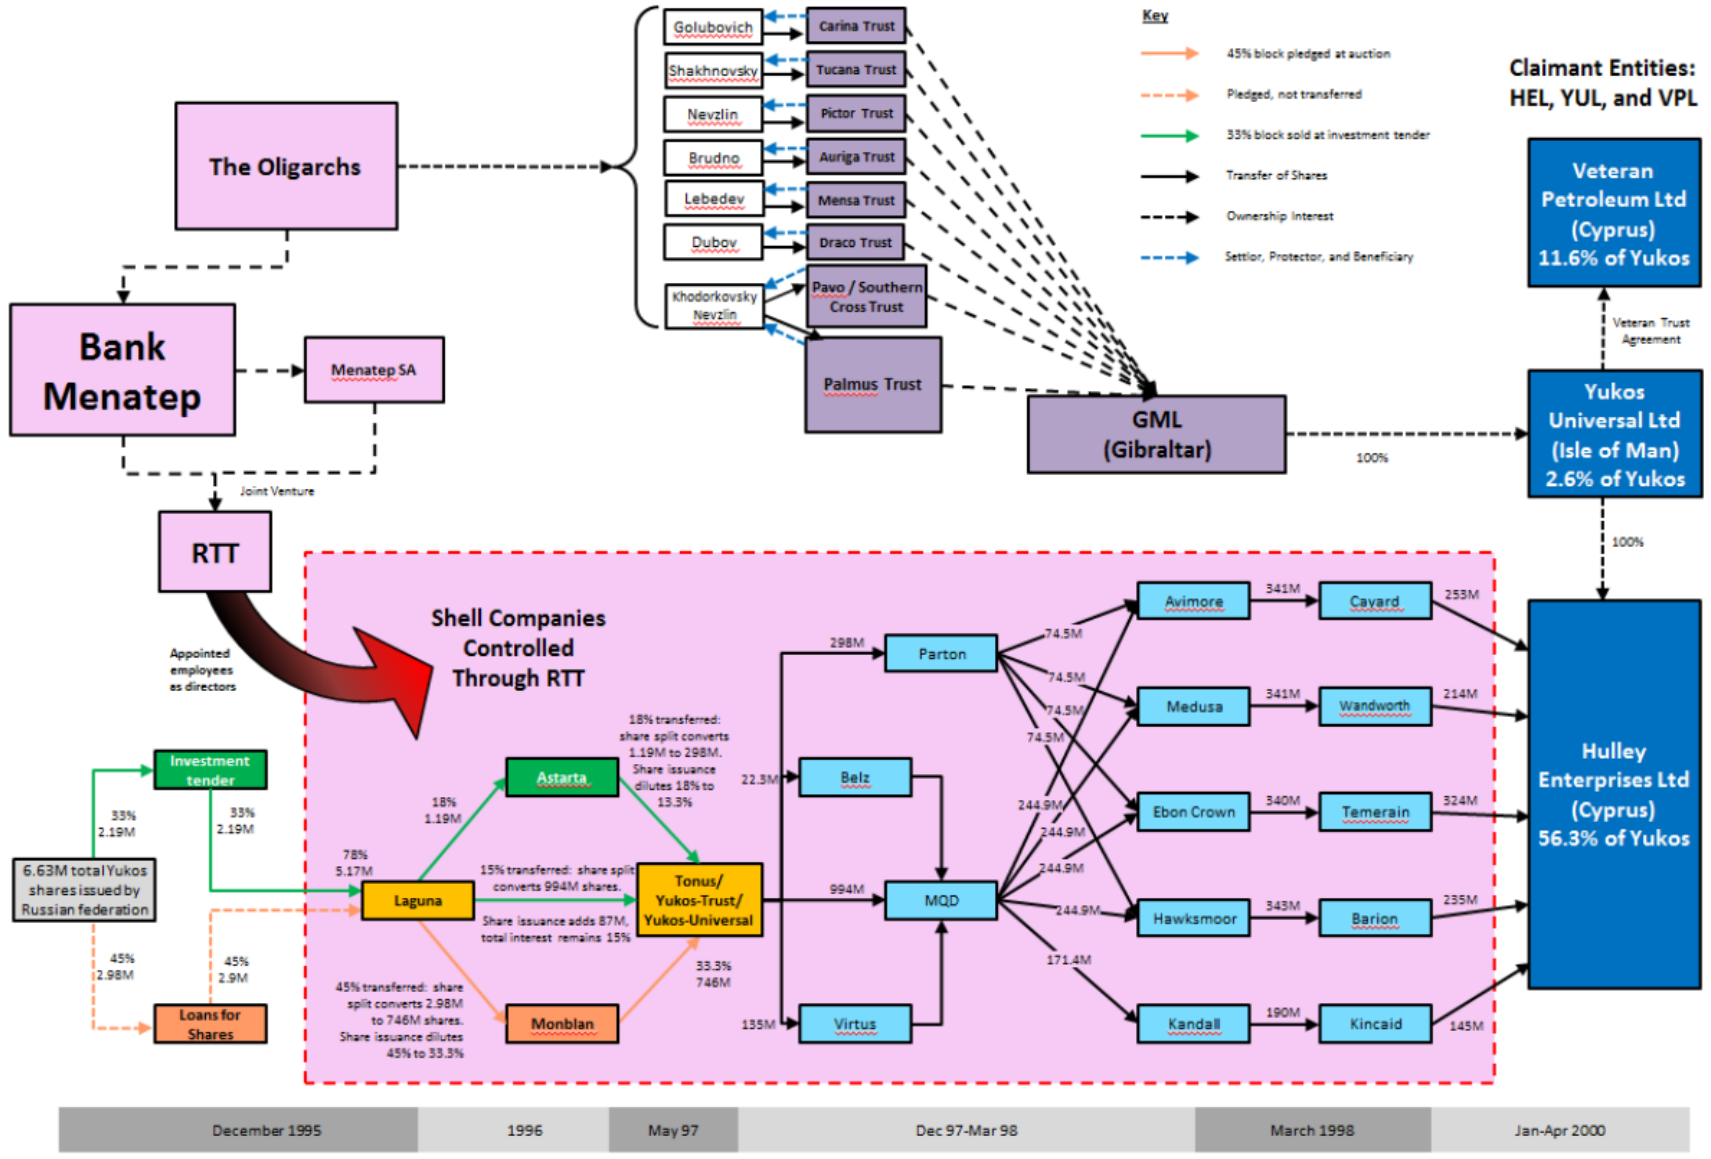 Key
45% block pledged at auction
Pledged, not transferred
33% block sold at investment tender
Transfer of Shares
Ownership Interest
Settlor, Protector, and Beneficiary
Claimant Entities:
HEL, YUL, and VPL
The Oligarchs
Golubovich
Carina Trust
Shakhnovsky
Tucana Trust
Nevzlin
Pictor Trust
Brudno
Auriga Trust
Lebedev
Mensa Trust
Dubov
Draco Trust
Khodorkovsky
Nevzlin
Pavo / Southern
Cross Trust
Palmus Trust
Bank
Menatep
Menatep SA
Joint Venture
RTT
GML
(Gibraltar)
100%
Veteran
Petroleum Ltd
(Cyprus)
11.6% of Yukos
Veteran Trust
Agreement
Yukos
Universal Ltd
(Isle of Man)
2.6% of Yukos
100%
Hulley
Enterprises Ltd
(Cyprus)
56.3% of Yukos
Appointed
employees
as directors
Shell Companies
Controlled
Through RTT
Investment
tender
33%
2.19M
33%
2.19M
6.63M total Yukos
shares issued by
Russian federation
45%
2.98M
45%
2.9M
Loans for
Shares
78%
5.17M
Laguna
18%
1.19M
Astarta
18% transferred:
share split converts
1.19M to 298M.
Share issuance
dilutes 18% to
13.3%
15% transferred: share split
converts 994M shares.
Share issuance adds 87M,
total interest remains 15%
Tonus/
Yukos-Trust/
Yukos-Universal
45% transferred: share
split converts 2.98M
to 746M shares.
Share issuance dilutes
45% to 33.3%
Monblan
33.3%
746M
298M
Parton
22.3M
Belz
994M
MQD
135M
Virtus
74.5M
74.5M
74.5M
74.5M
244.9M
244.9M
244.9M
244.9M
171.4M
Avimore
341M
Cayard
253M
Medusa
341M
Wandworth
214M
Ebon Crown
340M
Temerain
324M
Hawksmoor
343M
Barion
235M
Kandall
190M
Kincaid
145M
December 1995
1996
May 97
Dec 97-Mar 98
March 1998
Jan-Apr 2000